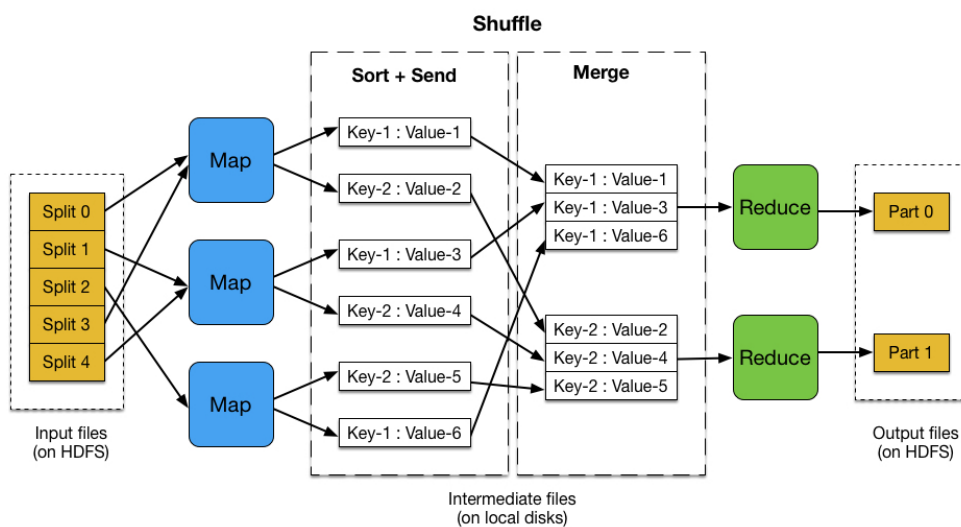 Shuffle
Sort + Send
Merge
Split 0
Split 1
Split 2
Split 3
Split 4
Input files
(on HDFS)
Map
Map
Map
Key-1 : Value-1
Key-2 : Value-2
Key-1 : Value-3
Key-2 : Value-4
Key-2 : Value-5
Key-1 : Value-6
Key-1 : Value-1
Key-1 : Value-3
Key-1 : Value-6
Key-2 : Value-2
Key-2 : Value-4
Key-2 : Value-5
Intermediate files
(on local disks)
Reduce
Reduce
Part 0
Part 1
Output files
(on HDFS)